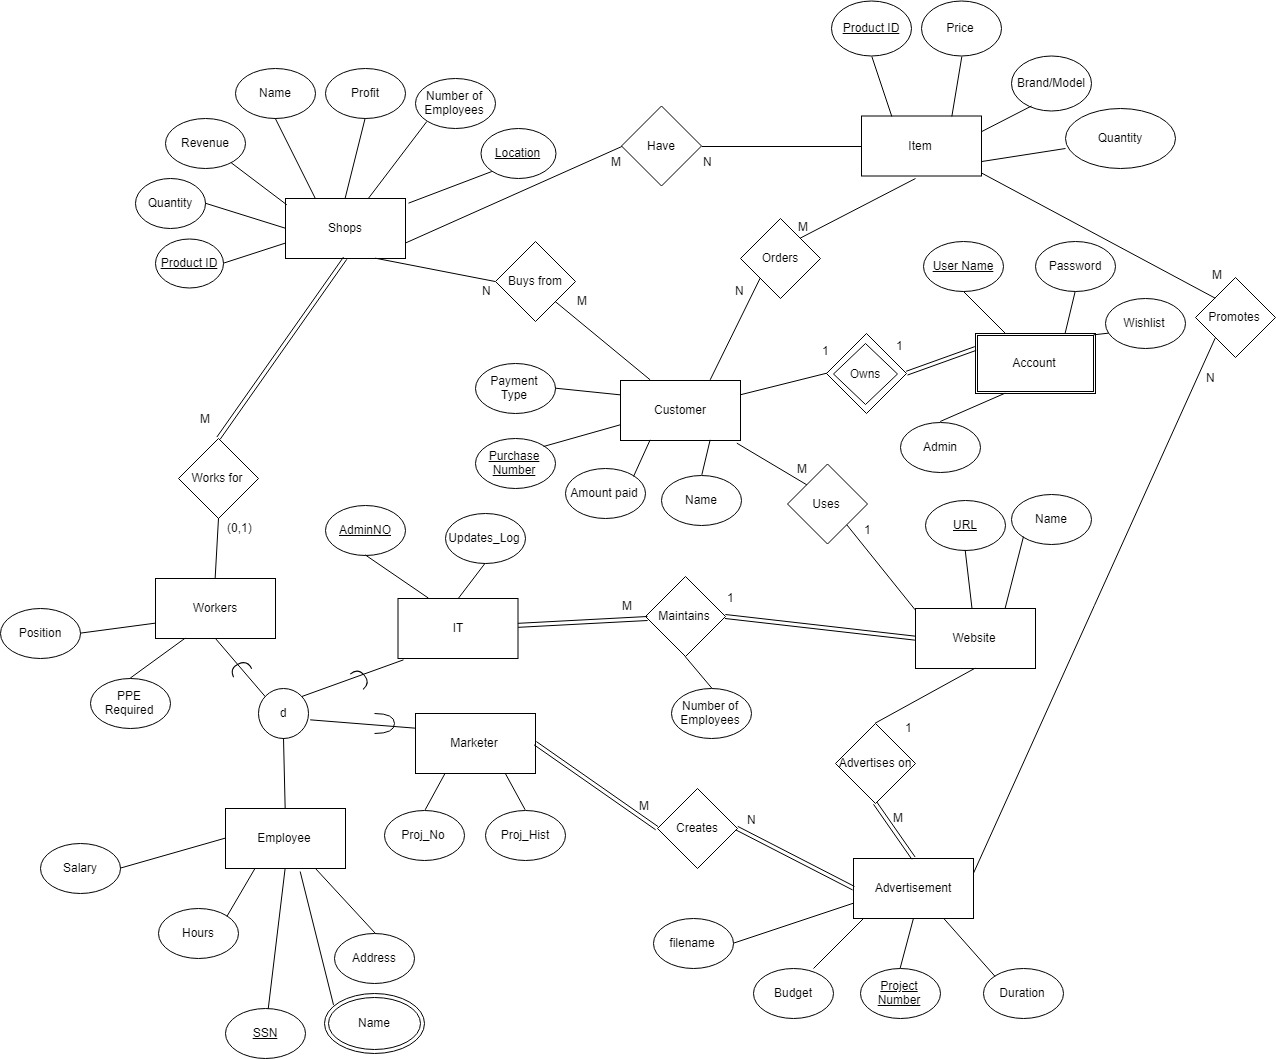 Product ID
Price
Name
Profit
Number of
Employees
Brand/Model
Revenue
Location
Have
M
N
Item
Quantity
Quantity
Shops
Product ID
M
Orders
N
Buys from
N
M
User Name
Password
M
Promotes
N
Wishlist
1
1
Owns
Account
Payment
Type
Customer
Admin
M
Purchase
Number
Amount paid
Name
M
Uses
1
Works for
(0,1)
AdminNO
Updates_Log
URL
Name
Workers
Position
PPE
Required
IT
M
Maintains
1
Website
Number of
Employees
d
Marketer
1
Advertises on
M
Proj_No
Proj_Hist
M
Creates
N
Employee
Salary
Hours
Address
SSN
Name
Advertisement
filename
Budget
Project
Number
Duration